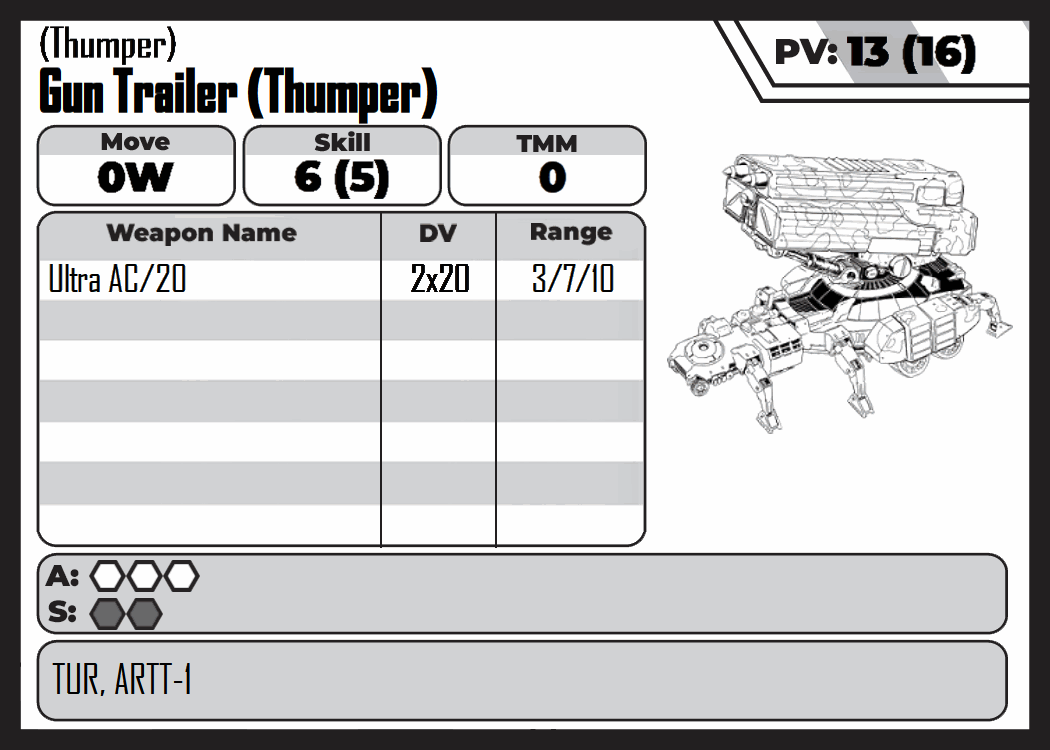 (Thumper)
Gun Trailer (Thumper)
PV: 13 (16)
Move
0W
Skill
6 (5)
TMM
0
Weapon Name DV Range
Ultra AC/20 2x20 3/7/10
A:
S:
TUR, ARTT-1